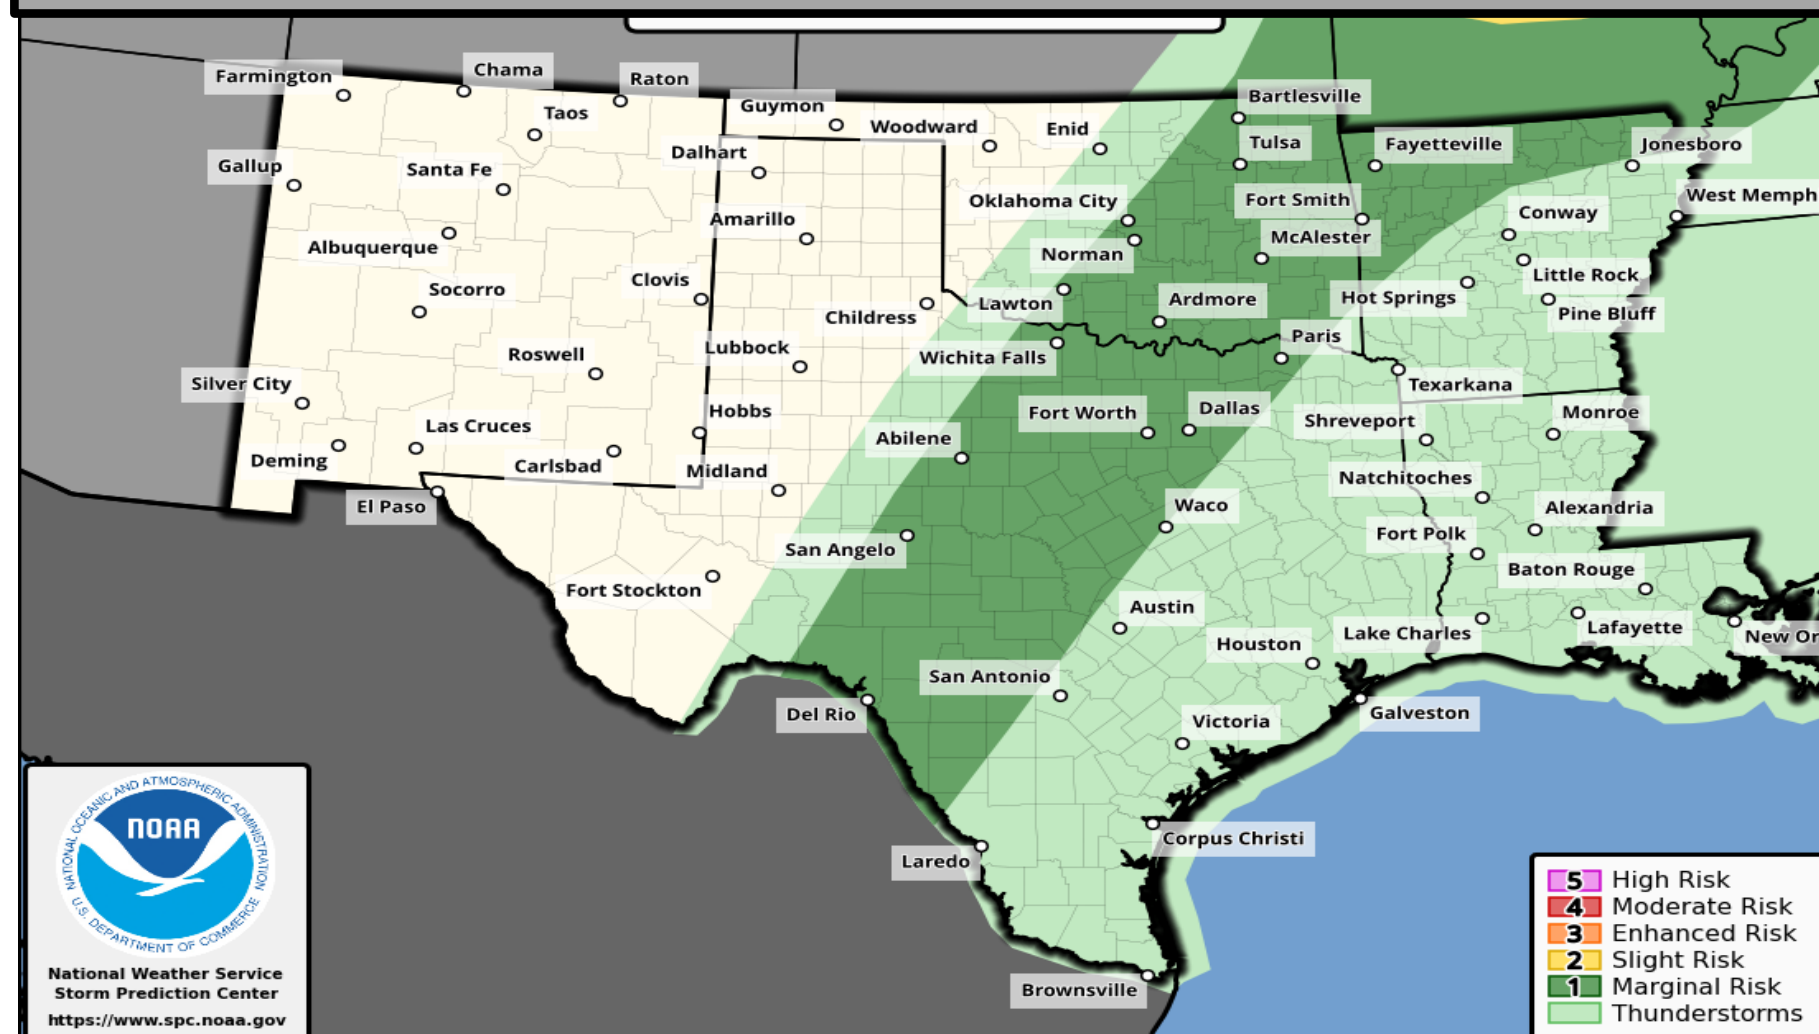 Farmington
Chama
Raton
Taos
Guymon
Woodward
Enid
Bartlesville
Dalhart
Tulsa
Fayetteville
Jonesboro
Gallup
Santa Fe
Oklahoma City
Fort Smith
West Memph
Amarillo
Conway
Albuquerque
McAlester
Norman
Clovis
Little Rock
Socorro
Lawton
Ardmore
Hot Springs
Childress
Pine Bluff
Paris
Roswell
Lubbock
Wichita Falls
Silver City
Texarkana
Hobbs
Fort Worth
Dallas
Monroe
Las Cruces
Shreveport
Abilene
Deming
Carlsbad
Midland
Natchitoches
El Paso
Waco
Alexandria
San Angelo
Fort Polk
Baton Rouge
Fort Stockton
Austin
Lake Charles
Lafayette
New Or
Houston
San Antonio
Del Rio
Victoria
Galveston
Corpus Christi
Laredo
Brownsville
NATIONAL OCEANIC AND ATMOSPHERIC ADMINISTRATION
NOAA
U.S. DEPARTMENT OF COMMERCE
National Weather Service
Storm Prediction Center
https://www.spc.noaa.gov
5 High Risk
4 Moderate Risk
3 Enhanced Risk
2 Slight Risk
1 Marginal Risk
Thunderstorms